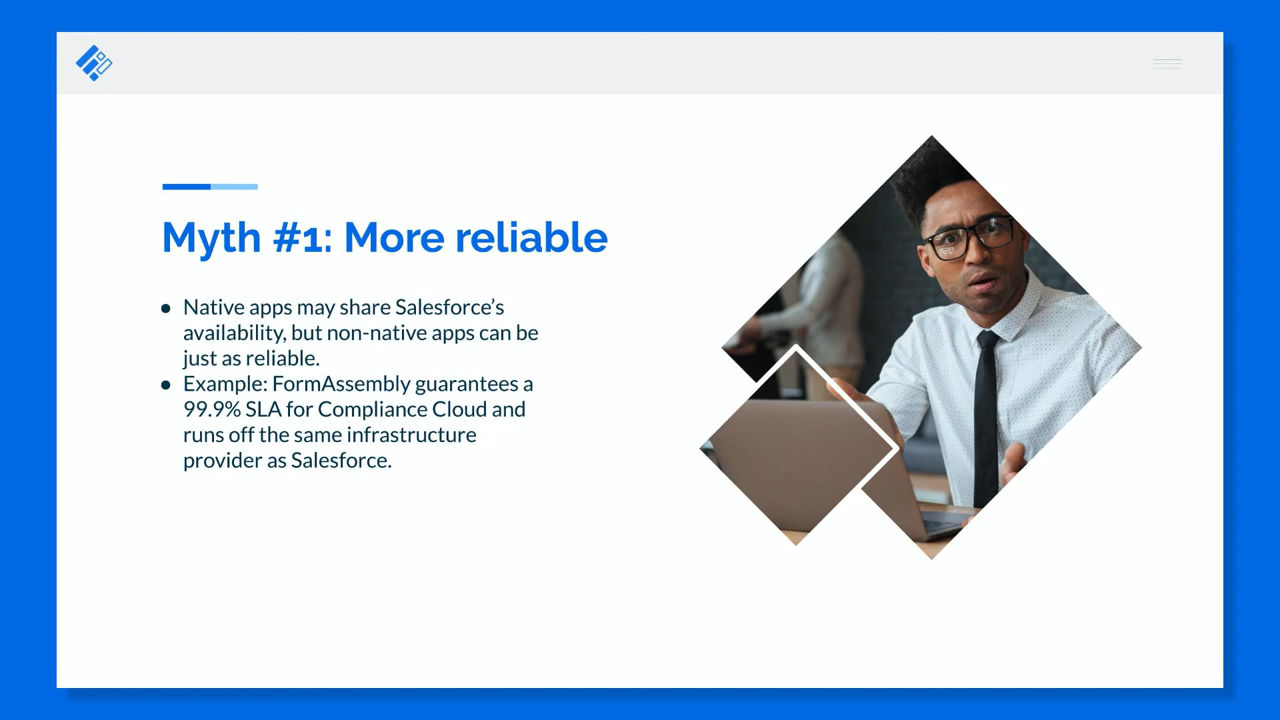 Myth #1: More reliable
● Native apps may share Salesforce's
availability, but non-native apps can be
just as reliable.
● Example: FormAssembly guarantees a
99.9% SLA for Compliance Cloud and
runs off the same infrastructure
provider as Salesforce.